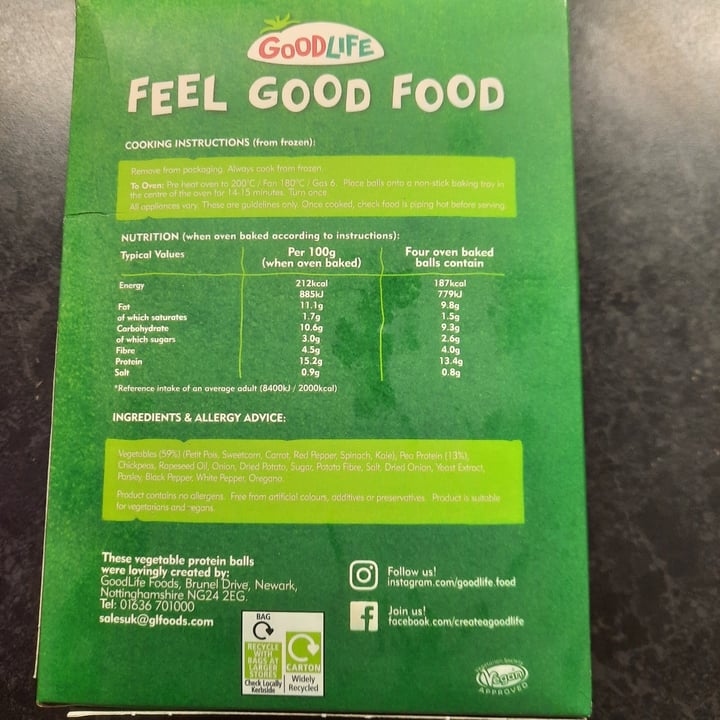 GOODLIFE
FEEL GOOD FOOD
COOKING INSTRUCTIONS (from frozen):
Remove from packaging. Always cook from frozen.
To Oven: Pre heat oven to 200°C / Fan 180°C / Gas 6. Place balls onto a non-stick baking tray in
the centre of the oven for 14-15 minutes. Turn once.
All appliances vary. These are guidelines only. Once cooked, check food is piping hot before serving.
NUTRITION (when oven baked according to instructions):
Typical Values Per 100g (when oven baked) Four oven baked balls contain
Energy 212kcal 187kcal
885kJ 779kJ
Fat 11.1g 9.8g
of which saturates 1.7g 1.5g
Carbohydrate 10.6g 9.3g
of which sugars 3.0g 2.6g
Fibre 4.5g 4.0g
Protein 15.2g 13.4g
Salt 0.9g 0.8g
*Reference intake of an average adult (8400kJ / 2000kcal)
INGREDIENTS & ALLERGY ADVICE:
Vegetables (59%) (Petit Pois, Sweetcorn, Carrot, Red Pepper, Spinach, Kale), Pea Protein (13%),
Chickpeas, Rapeseed Oil, Onion, Dried Potato, Sugar, Potato Fibre, Salt, Dried Onion, Yeast Extract,
Parsley, Black Pepper, White Pepper, Oregano.
Product contains no allergens. Free from artificial colours, additives or preservatives. Product is suitable
for vegetarians and egans.
These vegetable protein balls
were lovingly created by:
GoodLife Foods, Brunel Drive, Newark,
Nottinghamshire NG24 2EG.
Tel: 01636 701000
salesuk@glfoods.com
Follow us!
instagram.com/goodlife.food
Join us!
facebook.com/createagoodlife
BAG
RECYCLE
WITH
BAGS AT
LARGER
STORES
Check Locally
Kerbside
CARTON
Widely
Recycled
Vegetarian Society
Vegan
APPROVED